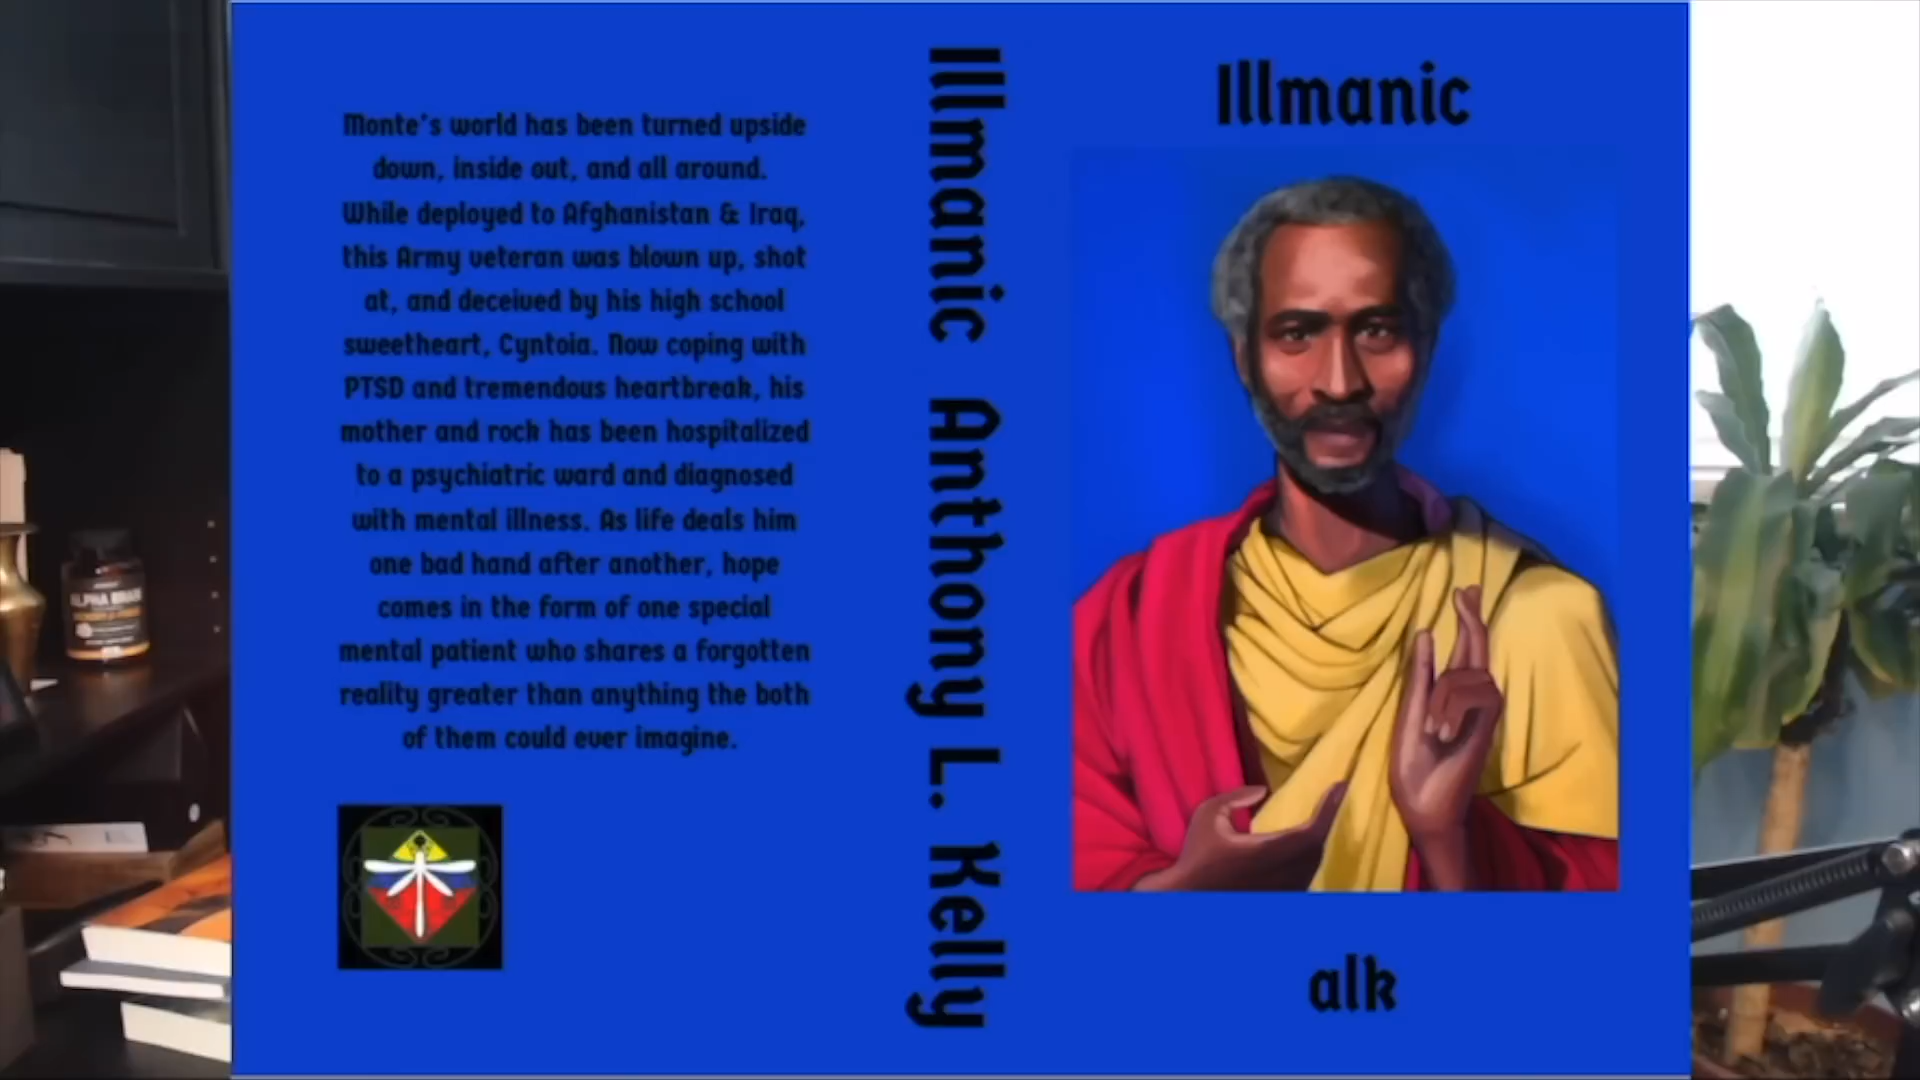 Monte's world has been turned upside
down, inside out, and all around.
While deployed to Afghanistan & Iraq,
this Army veteran was blown up, shot
at, and deceived by his high school
sweetheart, Cyntoia. Now coping with
PTSD and tremendous heartbreak, his
mother and rock has been hospitalized
to a psychiatric ward and diagnosed
with mental illness. As life deals him
one bad hand after another, hope
comes in the form of one special
mental patient who shares a forgotten
reality greater than anything the both
of them could ever imagine.
Illmanic Anthony L. Kelly
Illmanic
alk
ALPHA BRAIN